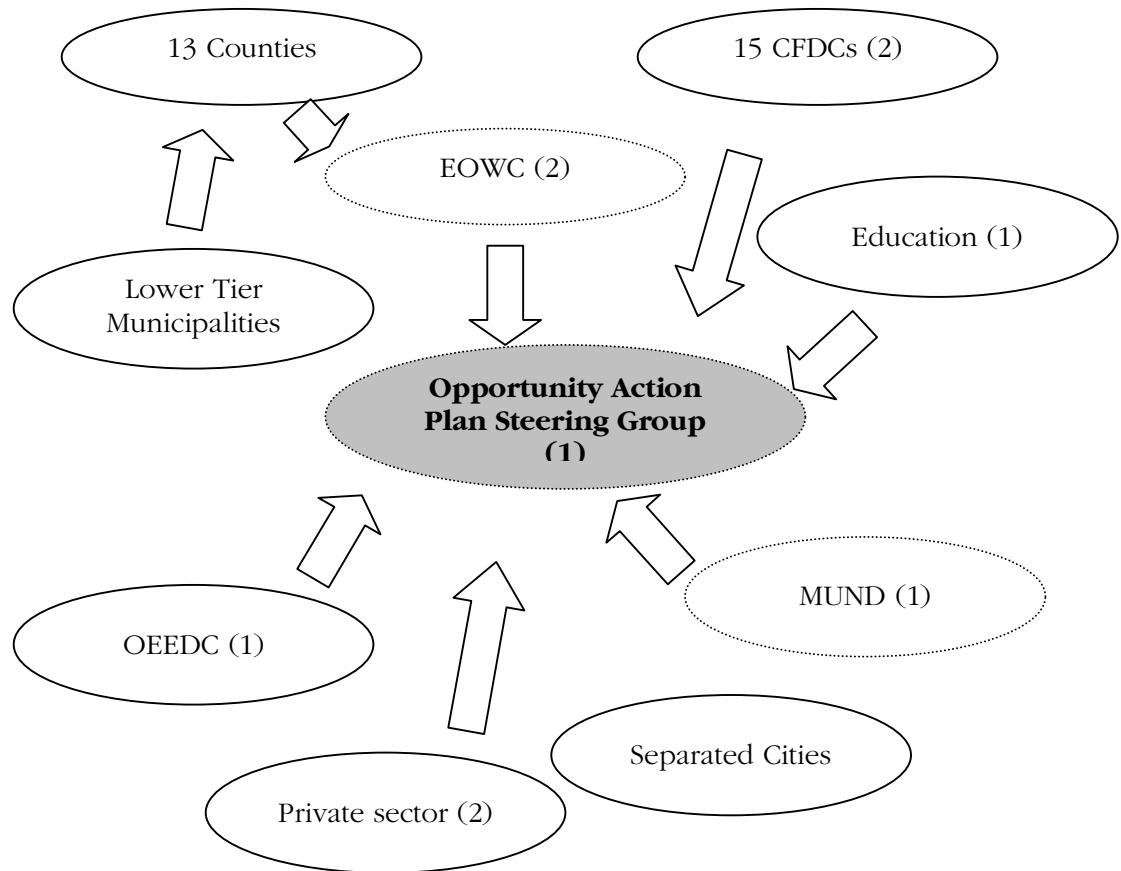 13 Counties
15 CFDCs (2)
EOWC (2)
Education (1)
Lower Tier
Municipalities
Opportunity Action
Plan Steering Group
(1)
MUND (1)
OEEDC (1)
Separated Cities
Private sector (2)